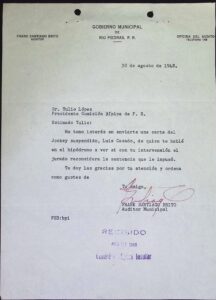 GOBIERNO MUNICIPAL
DE
RIO PIEDRAS, P. R.
FRANK SANTIAGO BRITO
AUDITOR
OFICINA DEL AUDITOR
30 de agosto de 1948.
Sr. Tulio López
Presidente Comisión Hípica de P. R.
Estimado Tulio:
Me tomo interés en enviarte una carta del
Jockey suspendido, Luis Casado, de quien te hablé
en el hipódromo a ver si con tu intervención el
jurado reconsidera la sentencia que le impuso.
Te doy las gracias por tu atención y ordena
como gustes de
Tu amigo,
FRANK SANTIAGO BRITO
Auditor Municipal
FSB:hpi
RECIBIDO